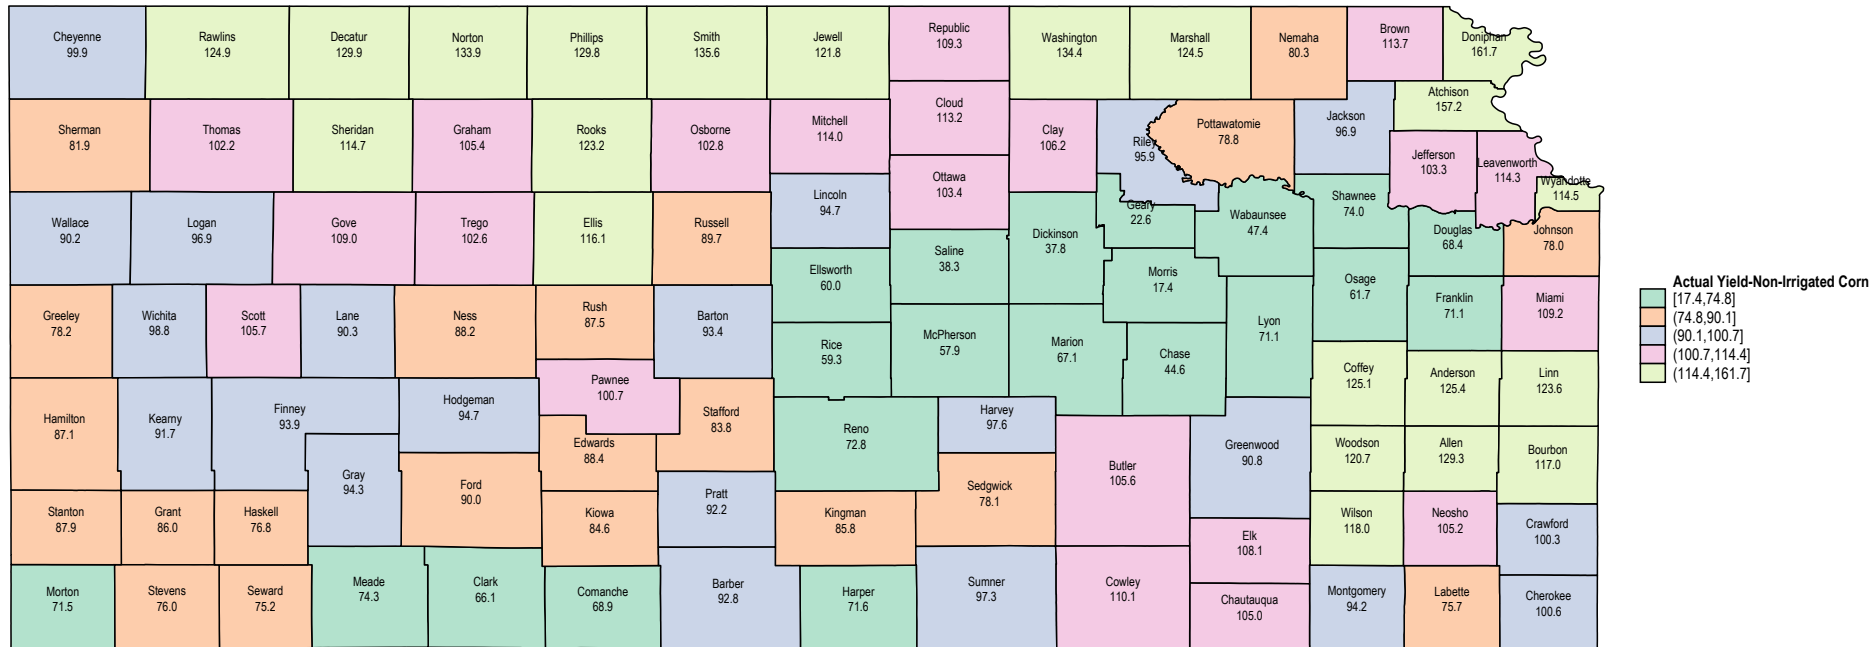 Cheyenne
99.9
Rawlins
124.9
Decatur
129.9
Norton
133.9
Phillips
129.8
Smith
135.6
Jewell
121.8
Republic
109.3
Washington
134.4
Marshall
124.5
Nemaha
80.3
Brown
113.7
Doniphan
161.7
Atchison
157.2
Sherman
81.9
Thomas
102.2
Sheridan
114.7
Graham
105.4
Rooks
123.2
Osborne
102.8
Mitchell
114.0
Cloud
113.2
Clay
106.2
Riley
95.9
Pottawatomie
78.8
Jackson
96.9
Jefferson
103.3
Leavenworth
114.3
Wyandotte
114.5
Wallace
90.2
Logan
96.9
Gove
109.0
Trego
102.6
Ellis
116.1
Russell
89.7
Lincoln
94.7
Ottawa
103.4
Saline
38.3
Dickinson
37.8
Geary
22.6
Wabaunsee
47.4
Shawnee
74.0
Douglas
68.4
Johnson
78.0
Ellsworth
60.0
Morris
17.4
Osage
61.7
Franklin
71.1
Miami
109.2
Greeley
78.2
Wichita
98.8
Scott
105.7
Lane
90.3
Ness
88.2
Rush
87.5
Barton
93.4
Rice
59.3
McPherson
57.9
Marion
67.1
Chase
44.6
Lyon
71.1
Coffey
125.1
Anderson
125.4
Linn
123.6
Hamilton
87.1
Kearny
91.7
Finney
93.9
Hodgeman
94.7
Pawnee
100.7
Stafford
83.8
Edwards
88.4
Reno
72.8
Harvey
97.6
Gray
94.3
Ford
90.0
Pratt
92.2
Sedgwick
78.1
Butler
105.6
Greenwood
90.8
Woodson
120.7
Allen
129.3
Bourbon
117.0
Stanton
87.9
Grant
86.0
Haskell
76.8
Kiowa
84.6
Kingman
85.8
Elk
108.1
Wilson
118.0
Neosho
105.2
Crawford
100.3
Morton
71.5
Stevens
76.0
Seward
75.2
Meade
74.3
Clark
66.1
Comanche
68.9
Barber
92.8
Harper
71.6
Sumner
97.3
Cowley
110.1
Chautauqua
105.0
Montgomery
94.2
Labette
75.7
Cherokee
100.6
Actual Yield-Non-Irrigated Corn
[17.4,74.8]
(74.8,90.1]
(90.1,100.7]
(100.7,114.4]
(114.4,161.7]